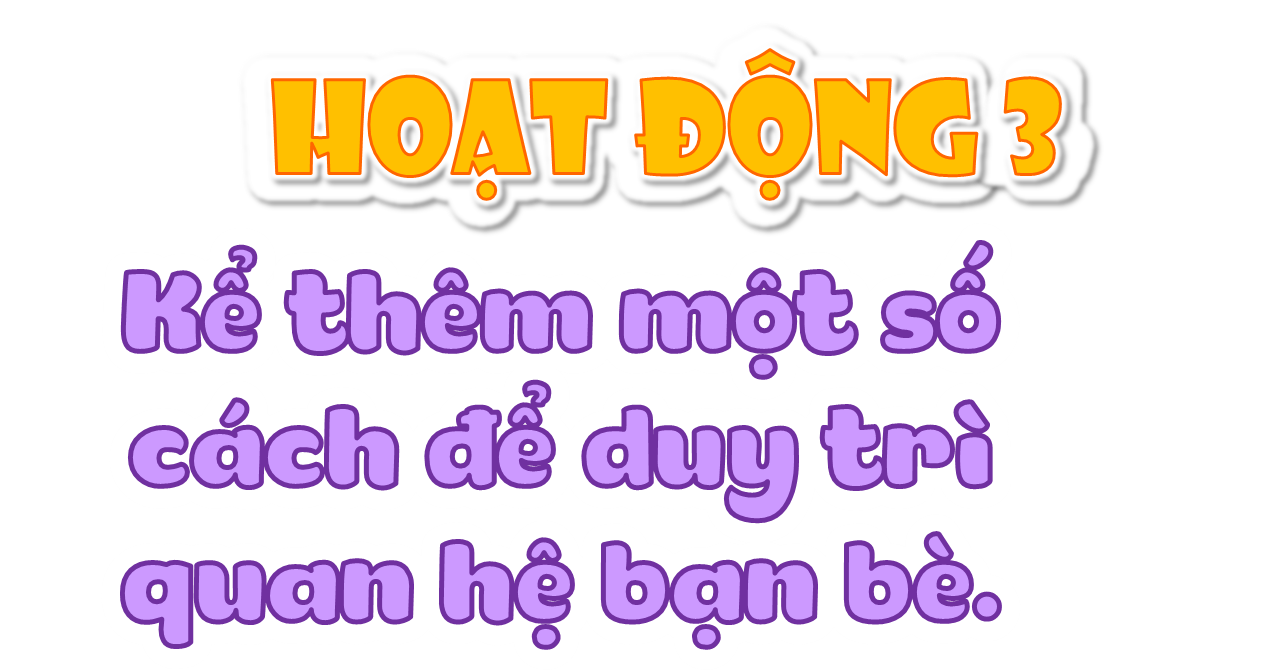 HOẠT ĐỘNG 3
Kể thêm một số
cách để duy trì
quan hệ bạn bè.